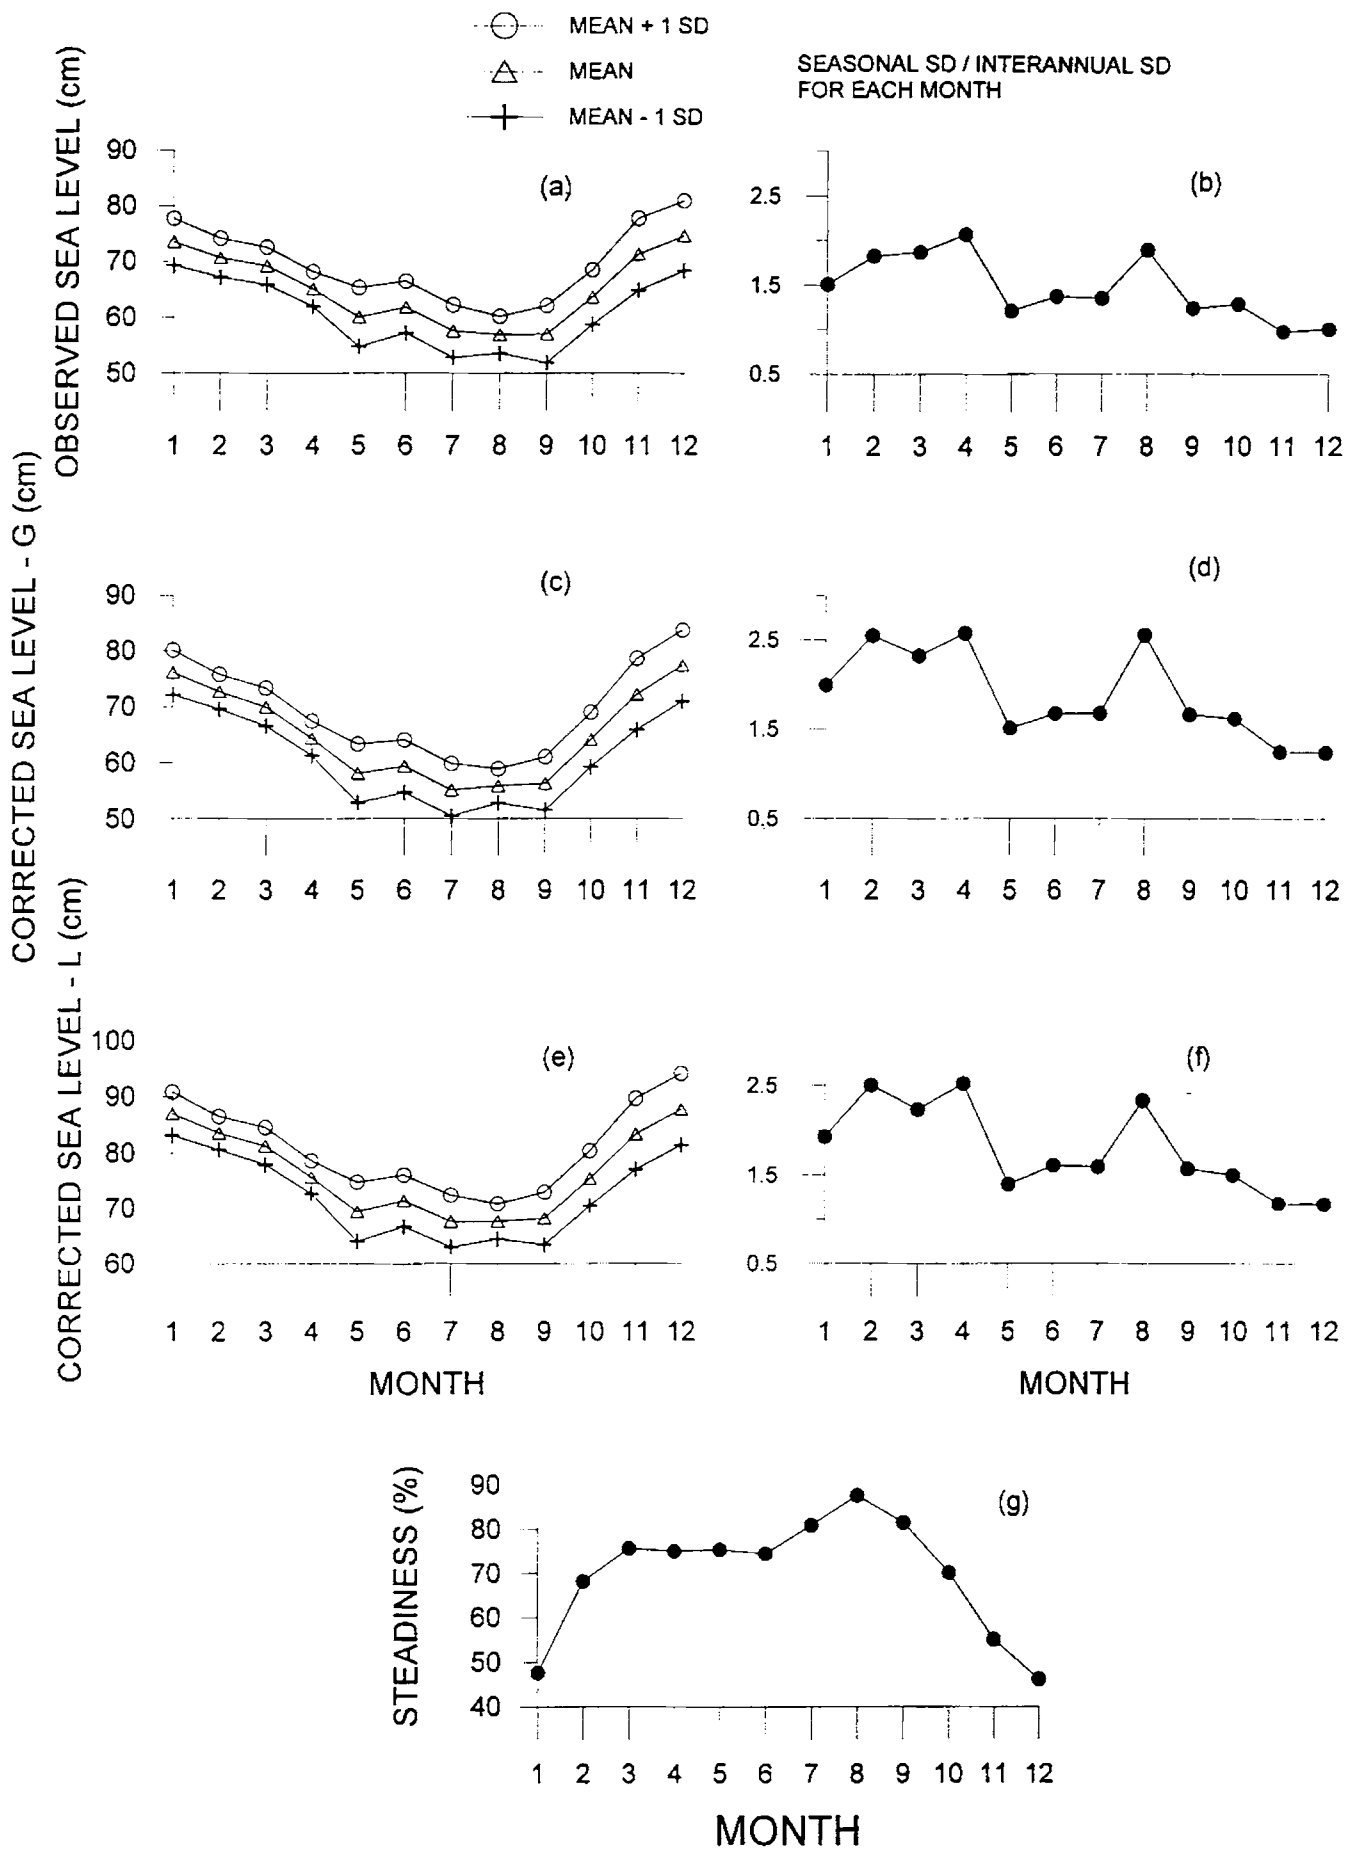 MEAN + 1 SD
MEAN
MEAN - 1 SD
SEASONAL SD / INTERANNUAL SD
FOR EACH MONTH
OBSERVED SEA LEVEL (cm)
90
80
70
60
50
(a)
1 2 3 4 5 6 7 8 9 10 11 12
2.5
1.5
0.5
(b)
1 2 3 4 5 6 7 8 9 10 11 12
CORRECTED SEA LEVEL - G (cm)
90
80
70
60
50
(c)
1 2 3 4 5 6 7 8 9 10 11 12
2.5
1.5
0.5
(d)
1 2 3 4 5 6 7 8 9 10 11 12
CORRECTED SEA LEVEL - L (cm)
100
90
80
70
60
(e)
1 2 3 4 5 6 7 8 9 10 11 12
MONTH
2.5
1.5
0.5
(f)
1 2 3 4 5 6 7 8 9 10 11 12
MONTH
STEADINESS (%)
90
80
70
60
50
40
(g)
1 2 3 4 5 6 7 8 9 10 11 12
MONTH